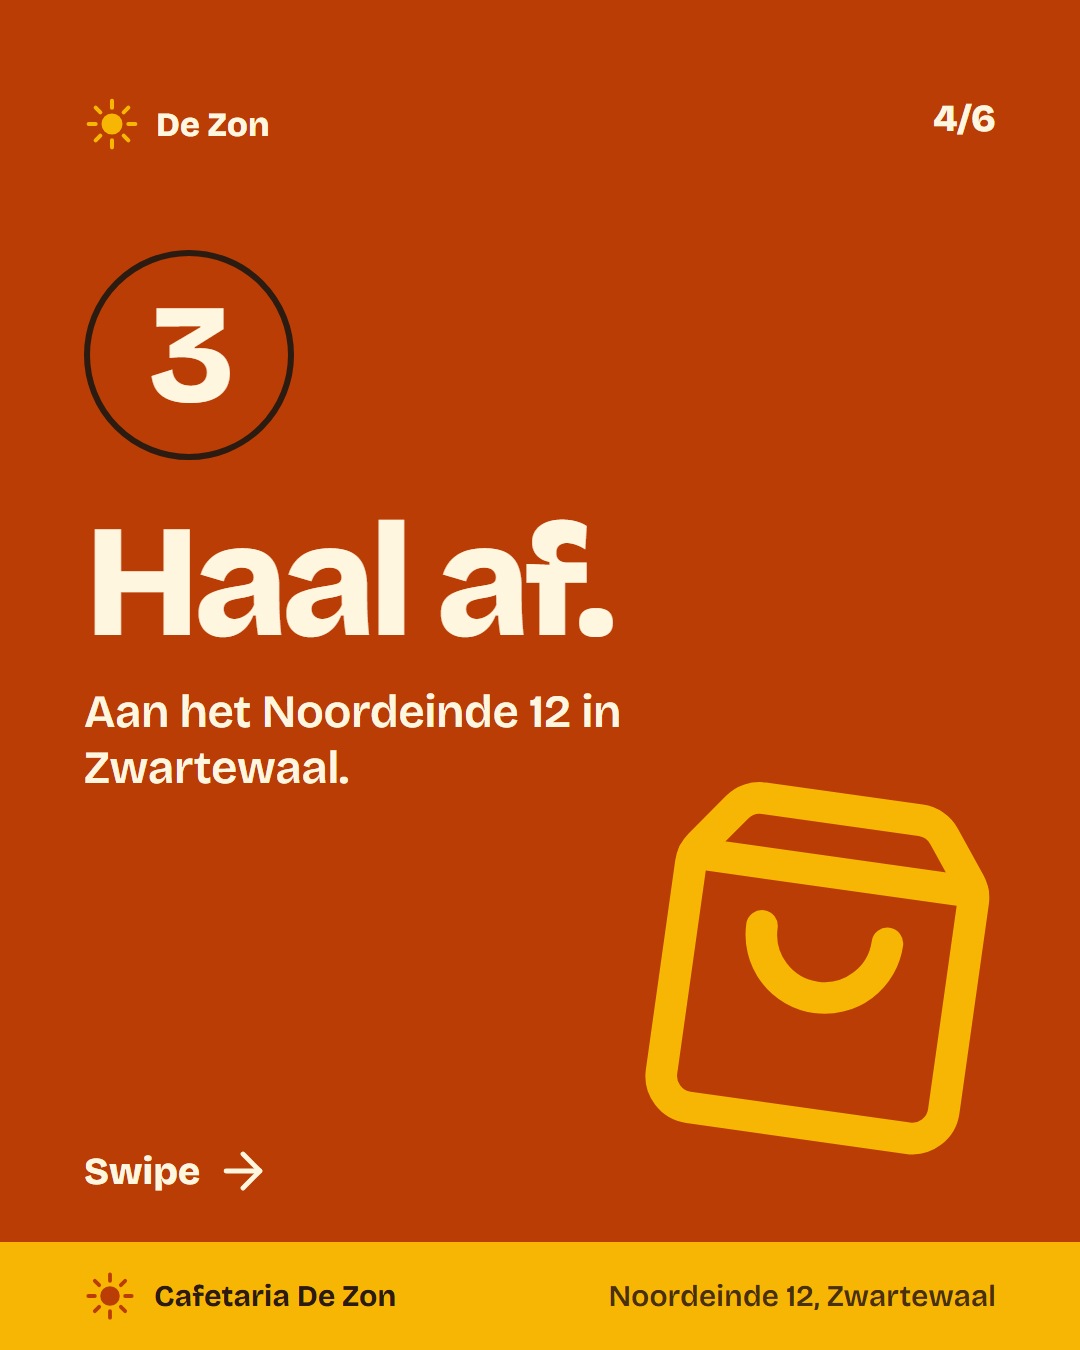 De Zon
4/6
3
Haal af.
Aan het Noordeinde 12 in
Zwartewaal.
Swipe
Cafetaria De Zon
Noordeinde 12, Zwartewaal